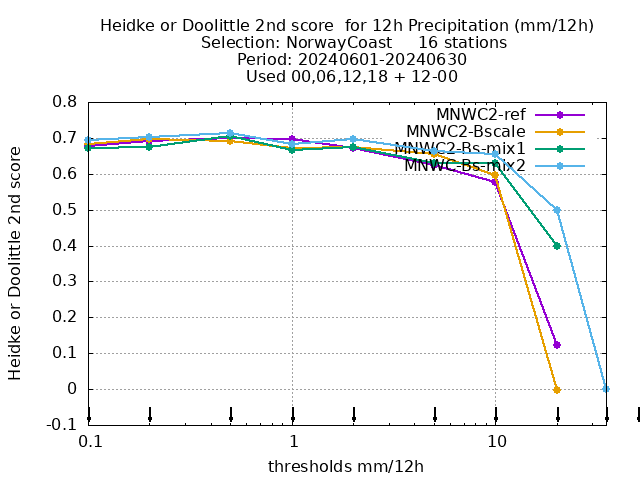 Heidke or Doolittle 2nd score  for 12h Precipitation (mm/12h)
Selection: NorwayCoast     16 stations
Period: 20240601-20240630
Used 00,06,12,18 + 12-00
Heidke or Doolittle 2nd score
0.8
0.7
0.6
0.5
0.4
0.3
0.2
0.1
0
-0.1
MNWC2-ref
MNWC2-Bscale
MNWC2-Bs-mix1
MNWC-Bs-mix2
0.1
1
10
thresholds mm/12h